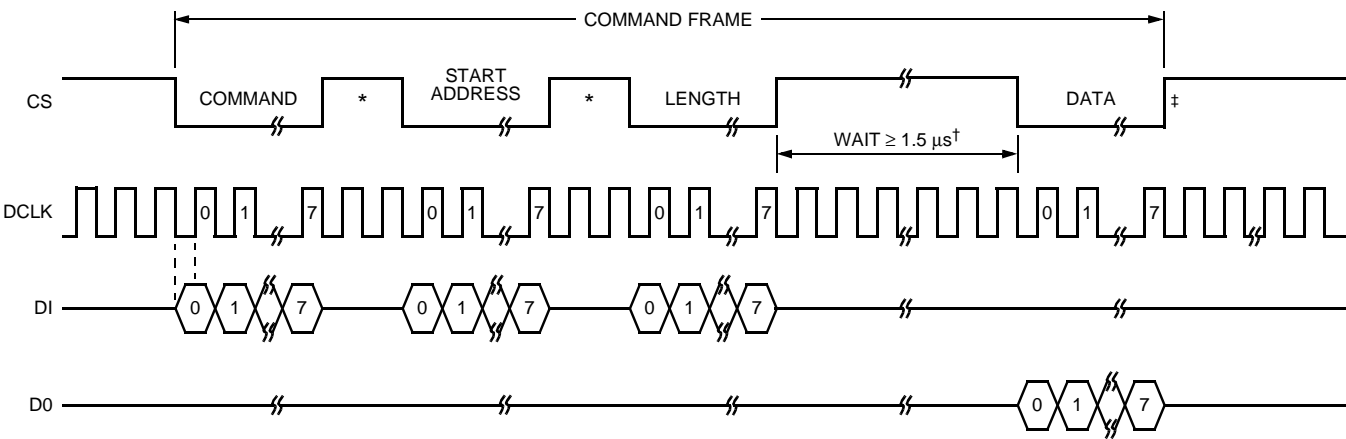 COMMAND FRAME
CS
COMMAND
*
START
ADDRESS
*
LENGTH
DATA
‡
WAIT ≥ 1.5 μs†
DCLK
0 1 7 0 1 7 0 1 7 0 1 7
DI
0 1 7 0 1 7 0 1 7
D0
0 1 7